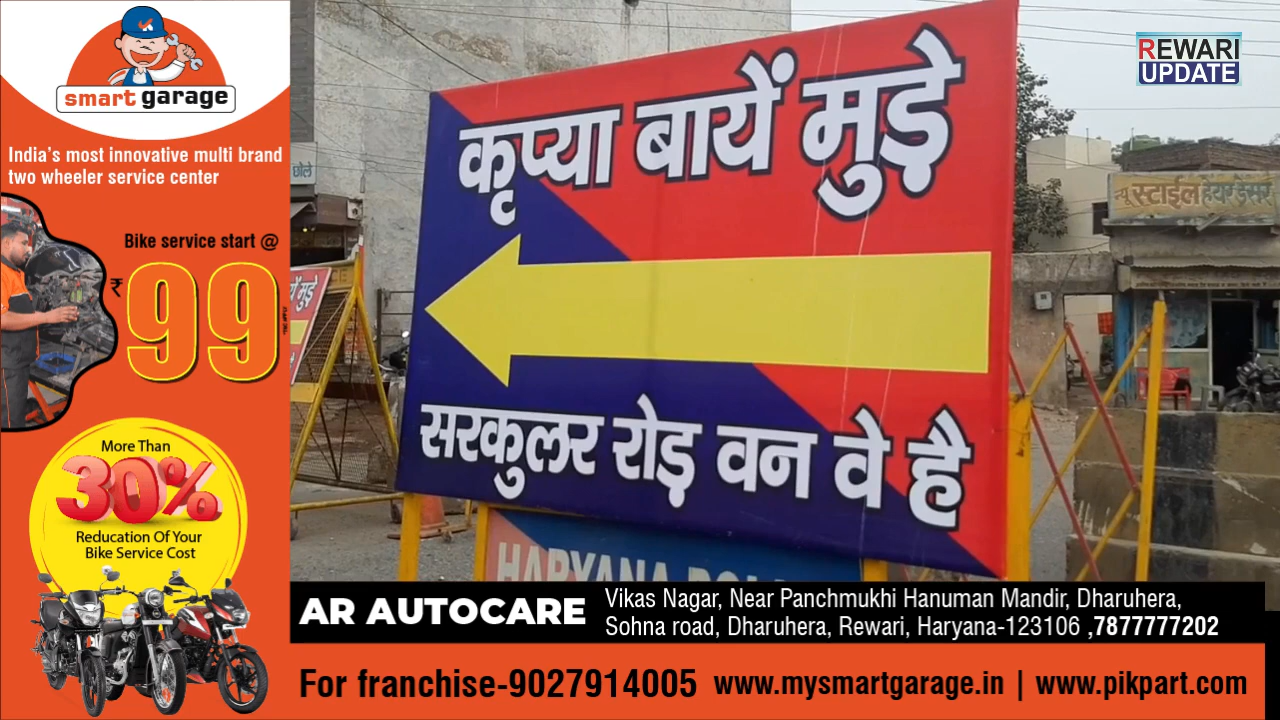 smart garage
India's most innovative multi brand
two wheeler service center
Bike service start @
₹ 99
More Than
30%
Reducation Of Your
Bike Service Cost
REWARI
UPDATE
कृप्या बायें मुड़े
सरकुलर रोड़ वन वे है
HARYANA
यें मुड़े
छोले
न्यू स्टाईल हेयर ड्रेसर
AR AUTOCARE
Vikas Nagar, Near Panchmukhi Hanuman Mandir, Dharuhera,
Sohna road, Dharuhera, Rewari, Haryana-123106 ,7877777202
For franchise-9027914005 www.mysmartgarage.in | www.pikpart.com